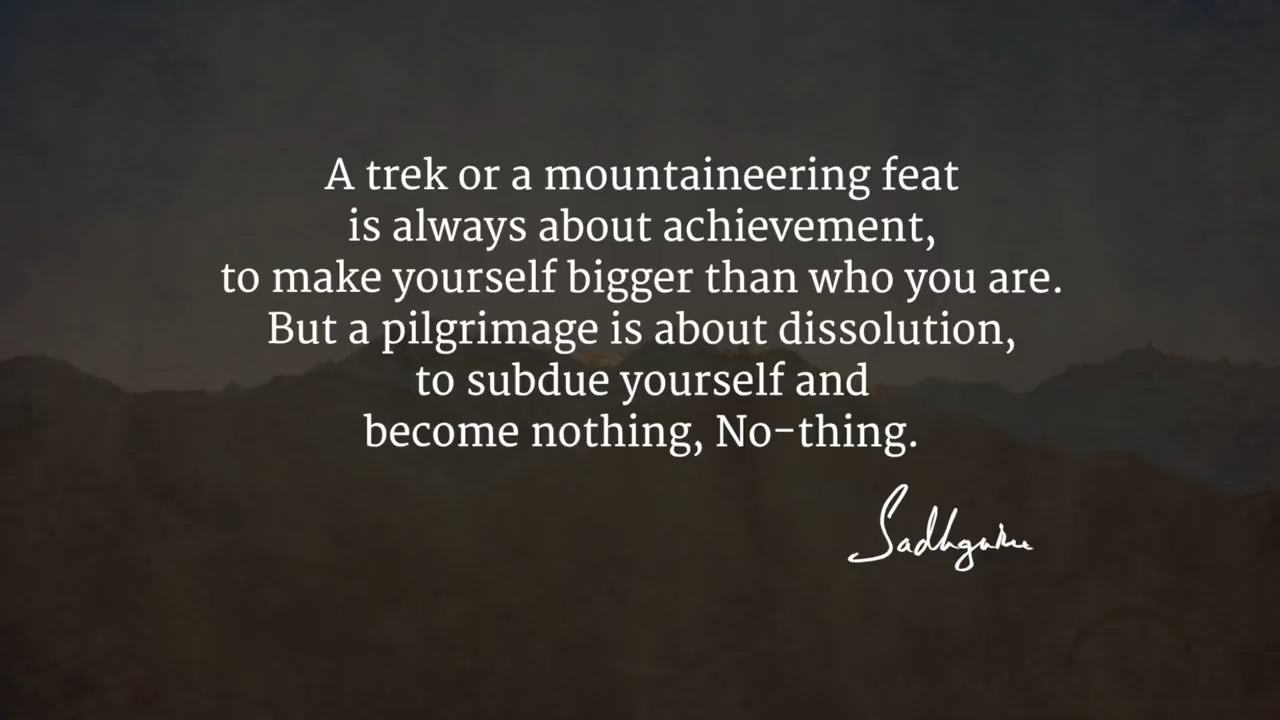 A trek or a mountaineering feat
is always about achievement,
to make yourself bigger than who you are.
But a pilgrimage is about dissolution,
to subdue yourself and
become nothing, No-thing.
Sadhguru